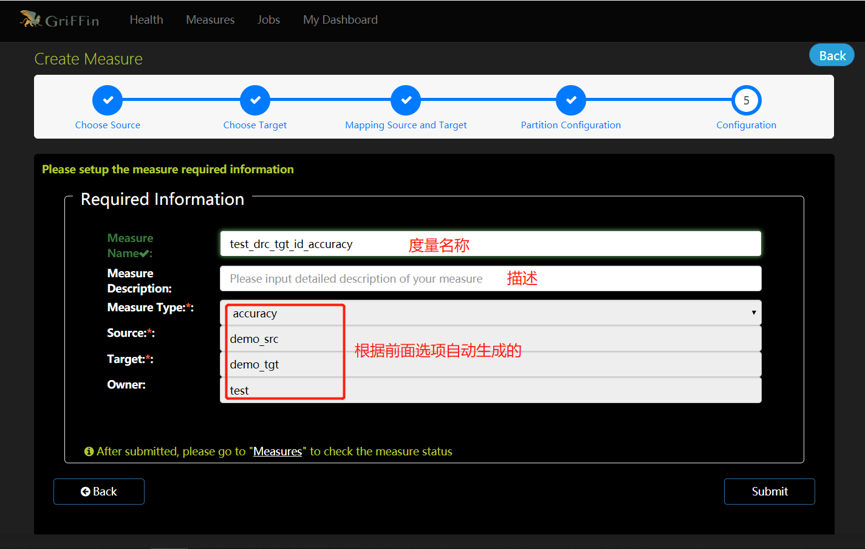 GriFFin Health Measures Jobs My Dashboard
Create Measure
Back
5
Choose Source Choose Target Mapping Source and Target Partition Configuration Configuration
Please setup the measure required information
Required Information
Measure Name✔:
test_drc_tgt_id_accuracy 度量名称
Measure Description:
Please input detailed description of your measure 描述
Measure Type:*: accuracy
Source:*: demo_src
根据前面选项自动生成的
Target:*: demo_tgt
Owner: test
After submitted, please go to "Measures" to check the measure status
Back Submit